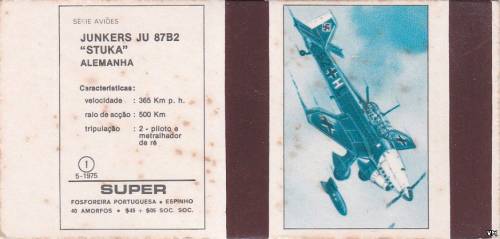 SÉRIE AVIÕES
JUNKERS JU 87B2
"STUKA"
ALEMANHA
Características:
velocidade : 365 Km p. h.
raio de acção : 500 Km
tripulação : 2 - piloto e
metralhador
de ré
1
5-1975
SUPER
FOSFOREIRA PORTUGUESA • ESPINHO
40 AMORFOS • $45 + $05 SOC. SOC.
H